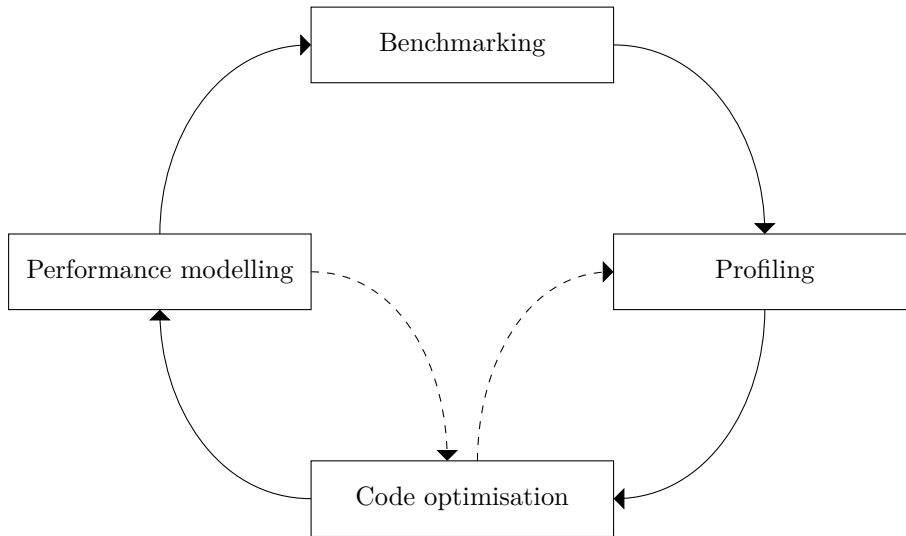 Benchmarking
Performance modelling
Profiling
Code optimisation